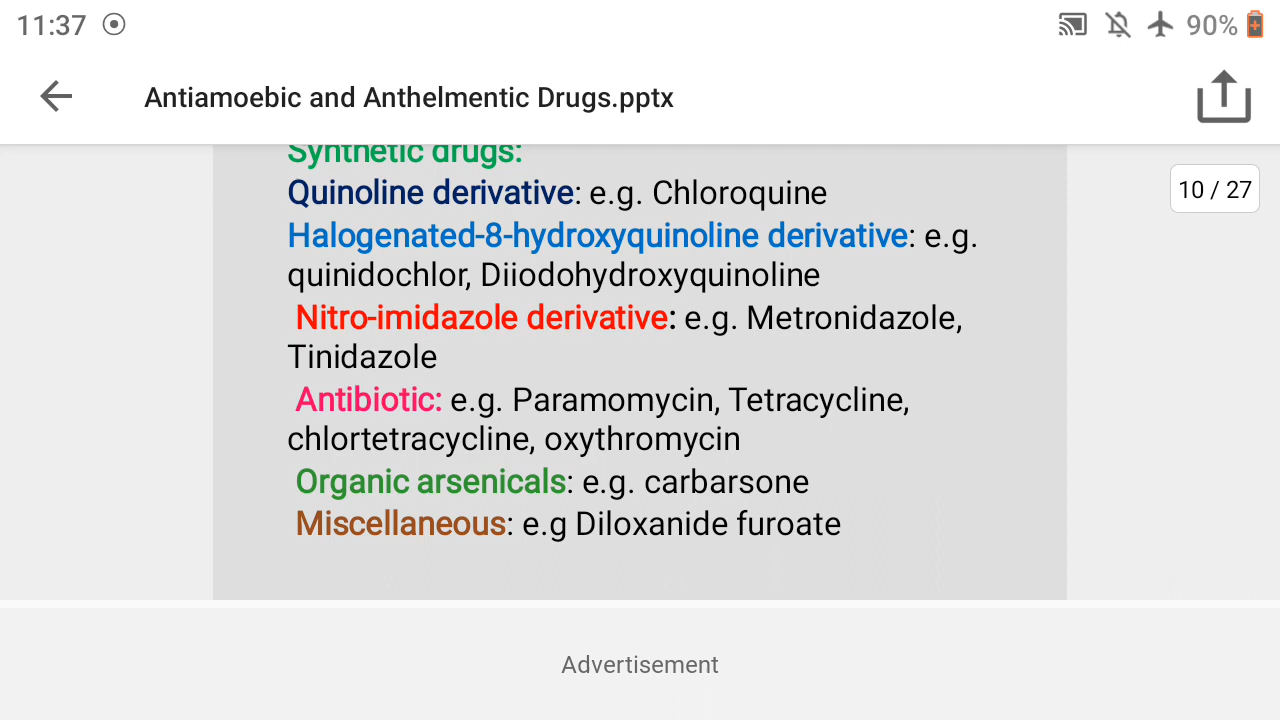 11:37
90%
Antiamoebic and Anthelmentic Drugs.pptx
Synthetic drugs:
10 / 27
Quinoline derivative: e.g. Chloroquine
Halogenated-8-hydroxyquinoline derivative: e.g.
quinidochlor, Diiodohydroxyquinoline
Nitro-imidazole derivative: e.g. Metronidazole,
Tinidazole
Antibiotic: e.g. Paramomycin, Tetracycline,
chlortetracycline, oxythromycin
Organic arsenicals: e.g. carbarsone
Miscellaneous: e.g Diloxanide furoate
Advertisement